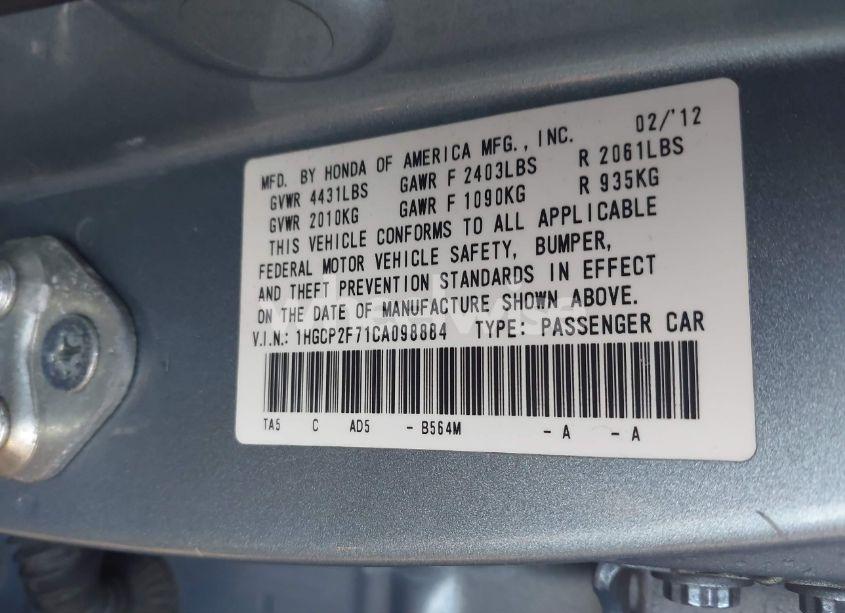 MFD. BY HONDA OF AMERICA MFG., INC. 02/'12
GVWR 4431LBS GAWR F 2403LBS R 2061LBS
GVWR 2010KG GAWR F 1090KG R 935KG
THIS VEHICLE CONFORMS TO ALL APPLICABLE
FEDERAL MOTOR VEHICLE SAFETY, BUMPER,
AND THEFT PREVENTION STANDARDS IN EFFECT
ON THE DATE OF MANUFACTURE SHOWN ABOVE.
V.I.N.: 1HGCP2F71CA098884 TYPE: PASSENGER CAR
TA5 C AD5 - B564M - A - A